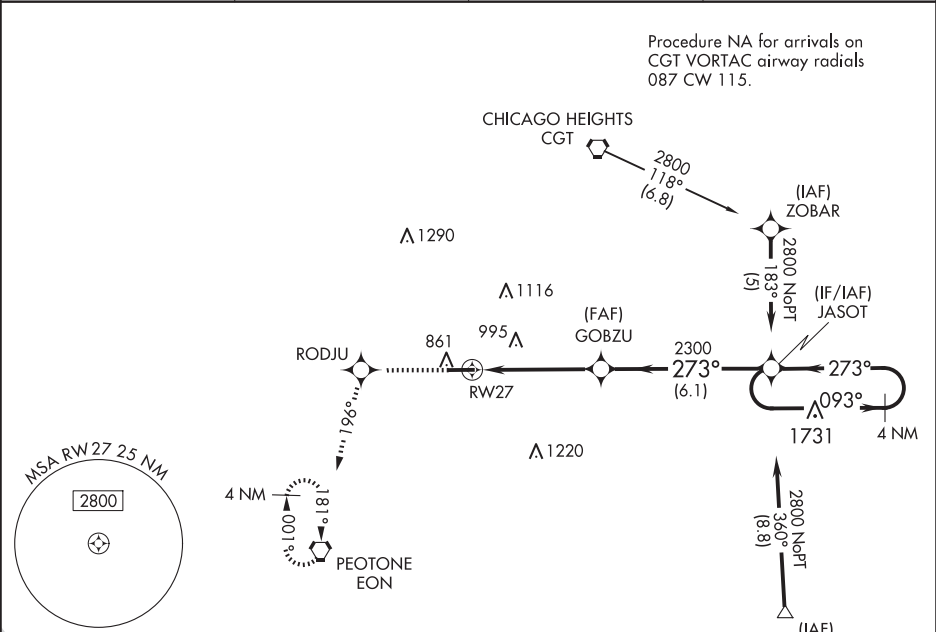 Procedure NA for arrivals on
CGT VORTAC airway radials
087 CW 115.
CHICAGO HEIGHTS
CGT
2800
118°
(6.8)
(IAF)
ZOBAR
2800 NoPT
183°
(5)
1290
1116
(IF/IAF)
JASOT
(FAF)
GOBZU
995
861
RODJU
RW27
2300
273°
(6.1)
273°
093°
1731
4 NM
1220
196°
MSA RW27 25 NM
2800
4 NM
181°
001°
PEOTONE
EON
2800 NoPT
360°
(8.8)
(IAF)